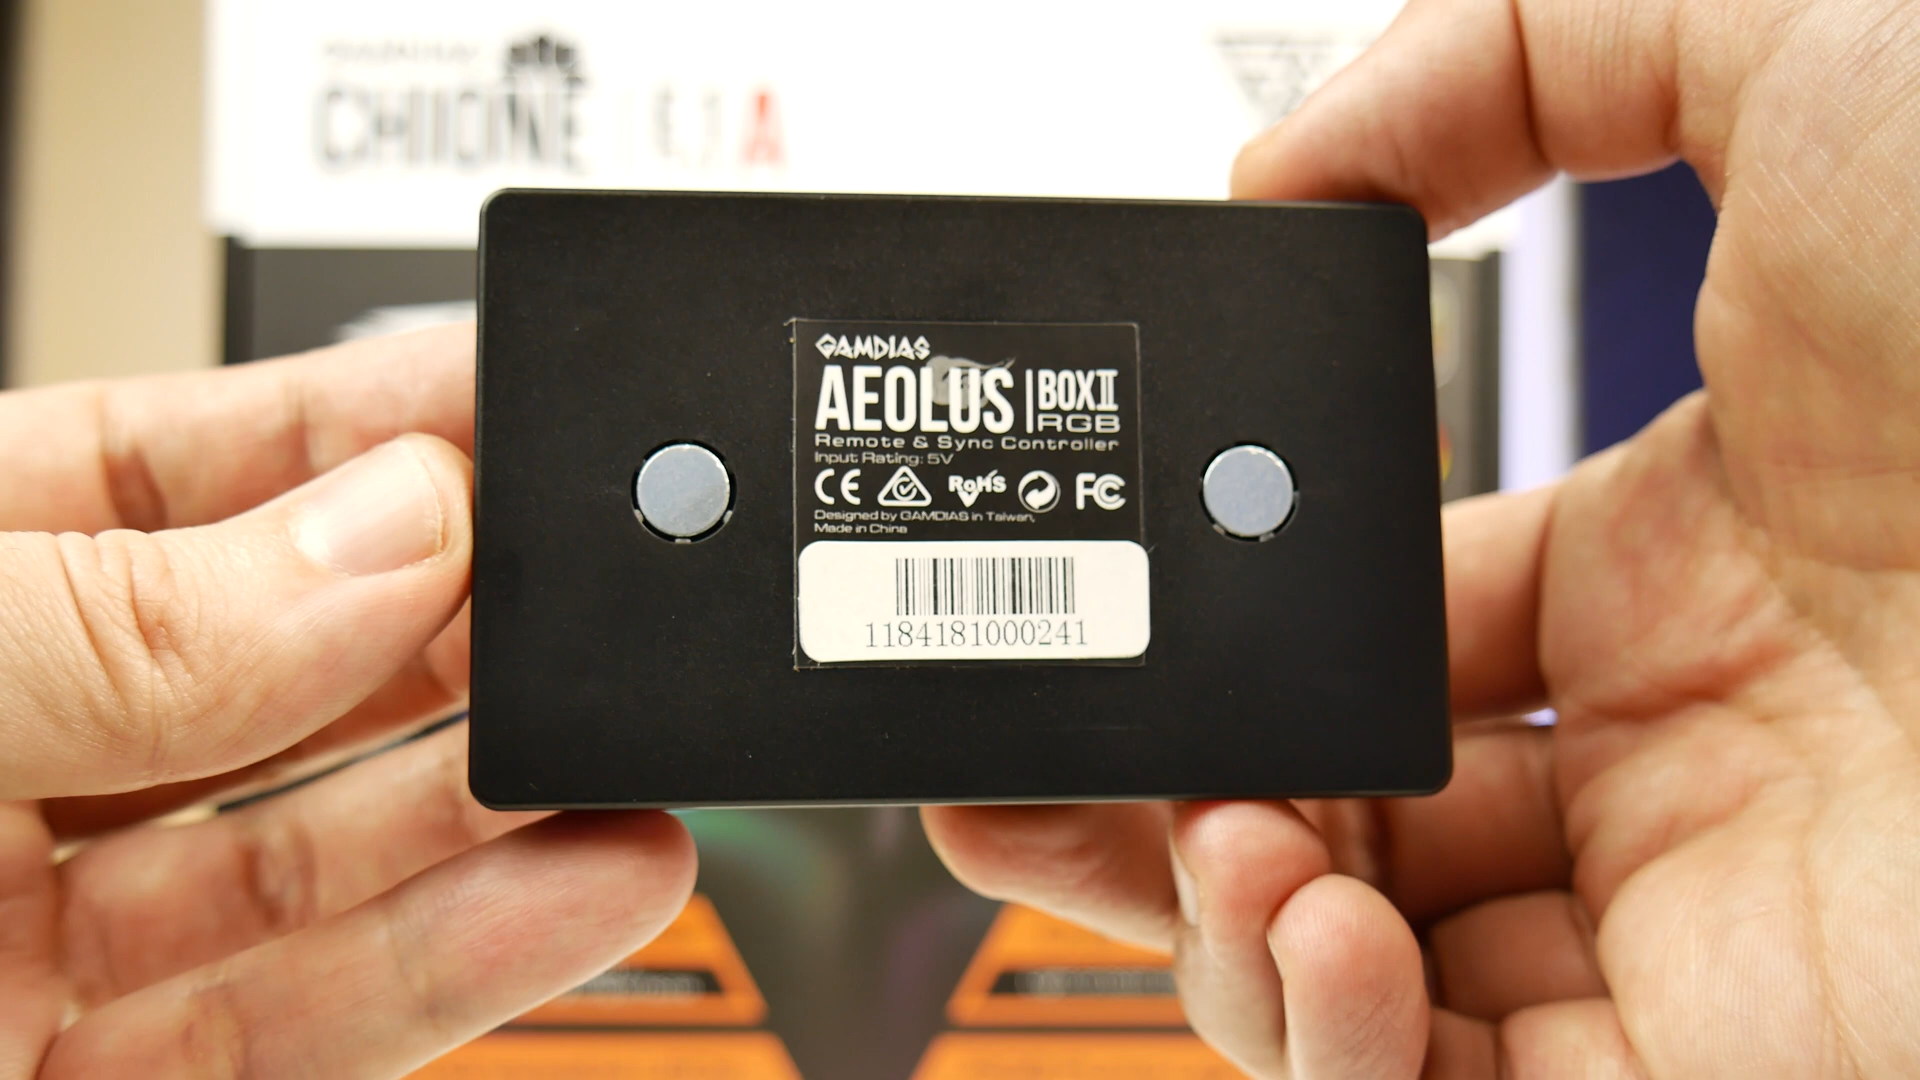 CHIONE
GAMDIAS
AEOLUS | BOX II
RGB
Remote & Sync Controller
Input Rating: 5V
CE RoHS FC
Designed by GAMDIAS in Taiwan,
Made in China
1184181000241